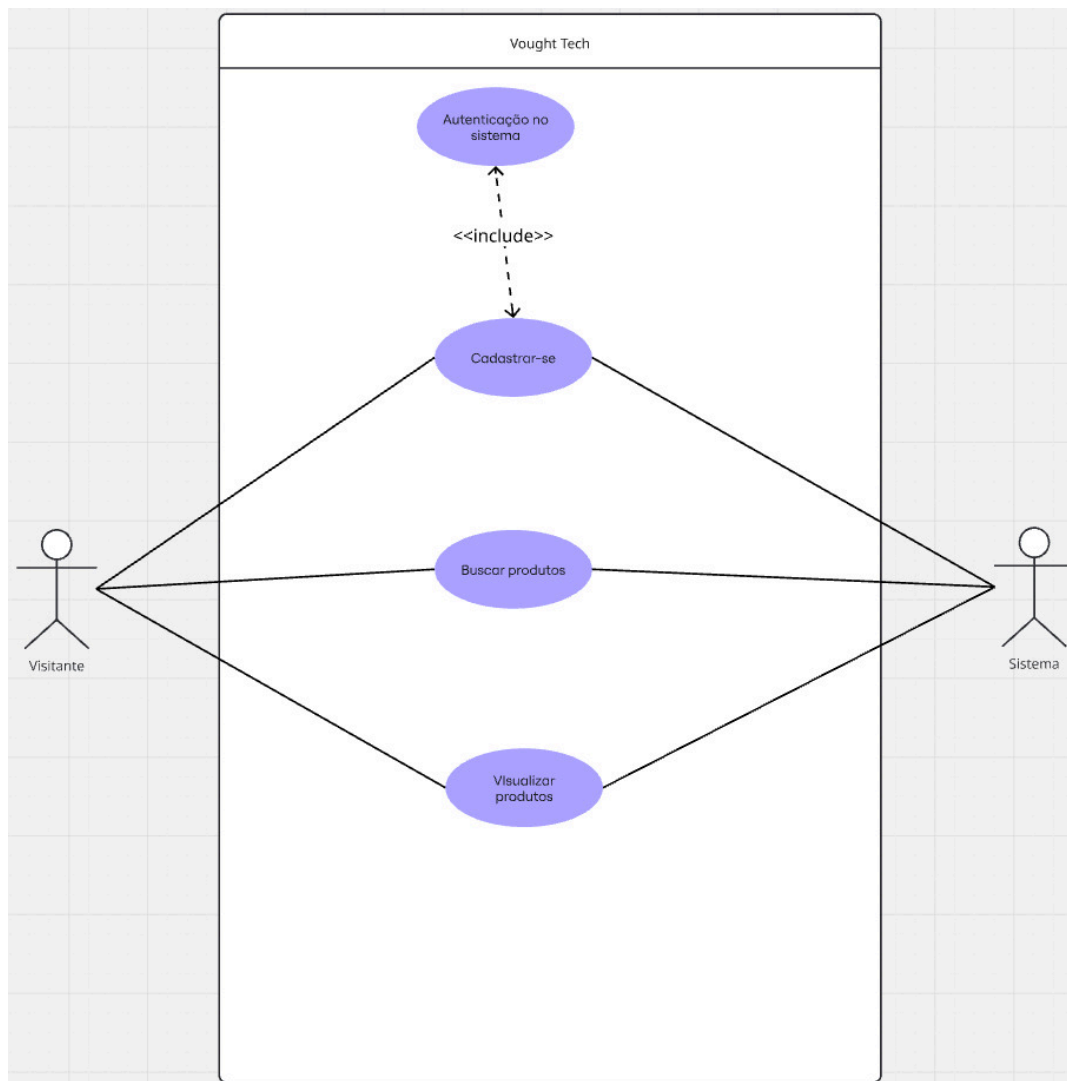 Vought Tech
Autenticação no
sistema
<<include>>
Cadastrar-se
Buscar produtos
Visitante
Sistema
VIsualizar
produtos